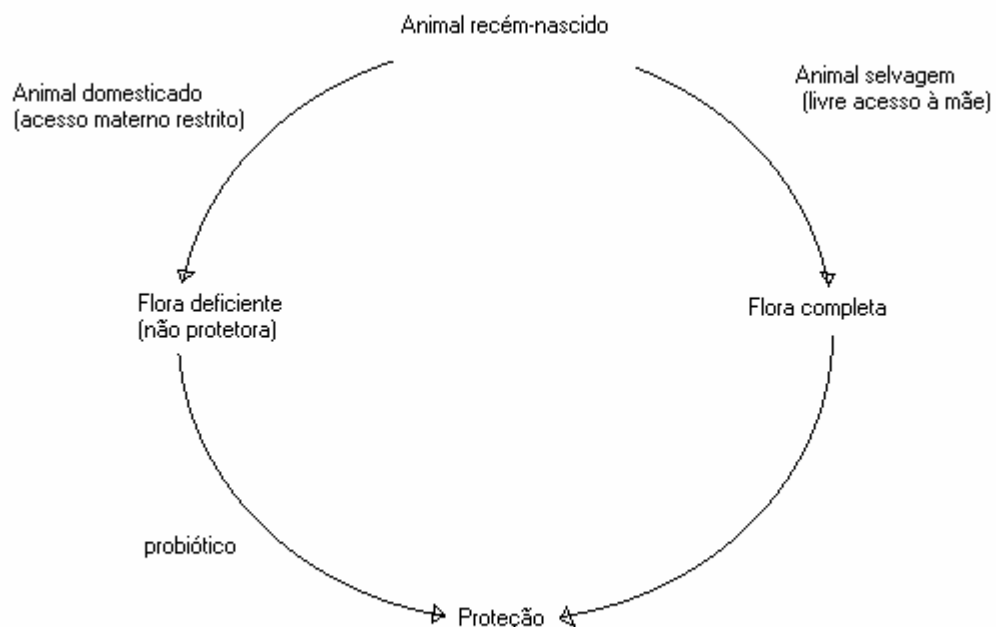 Animal recém-nascido
Animal domesticado
(acesso materno restrito)
Animal selvagem
(livre acesso à mãe)
Flora deficiente
(não protetora)
Flora completa
probiótico
Proteção